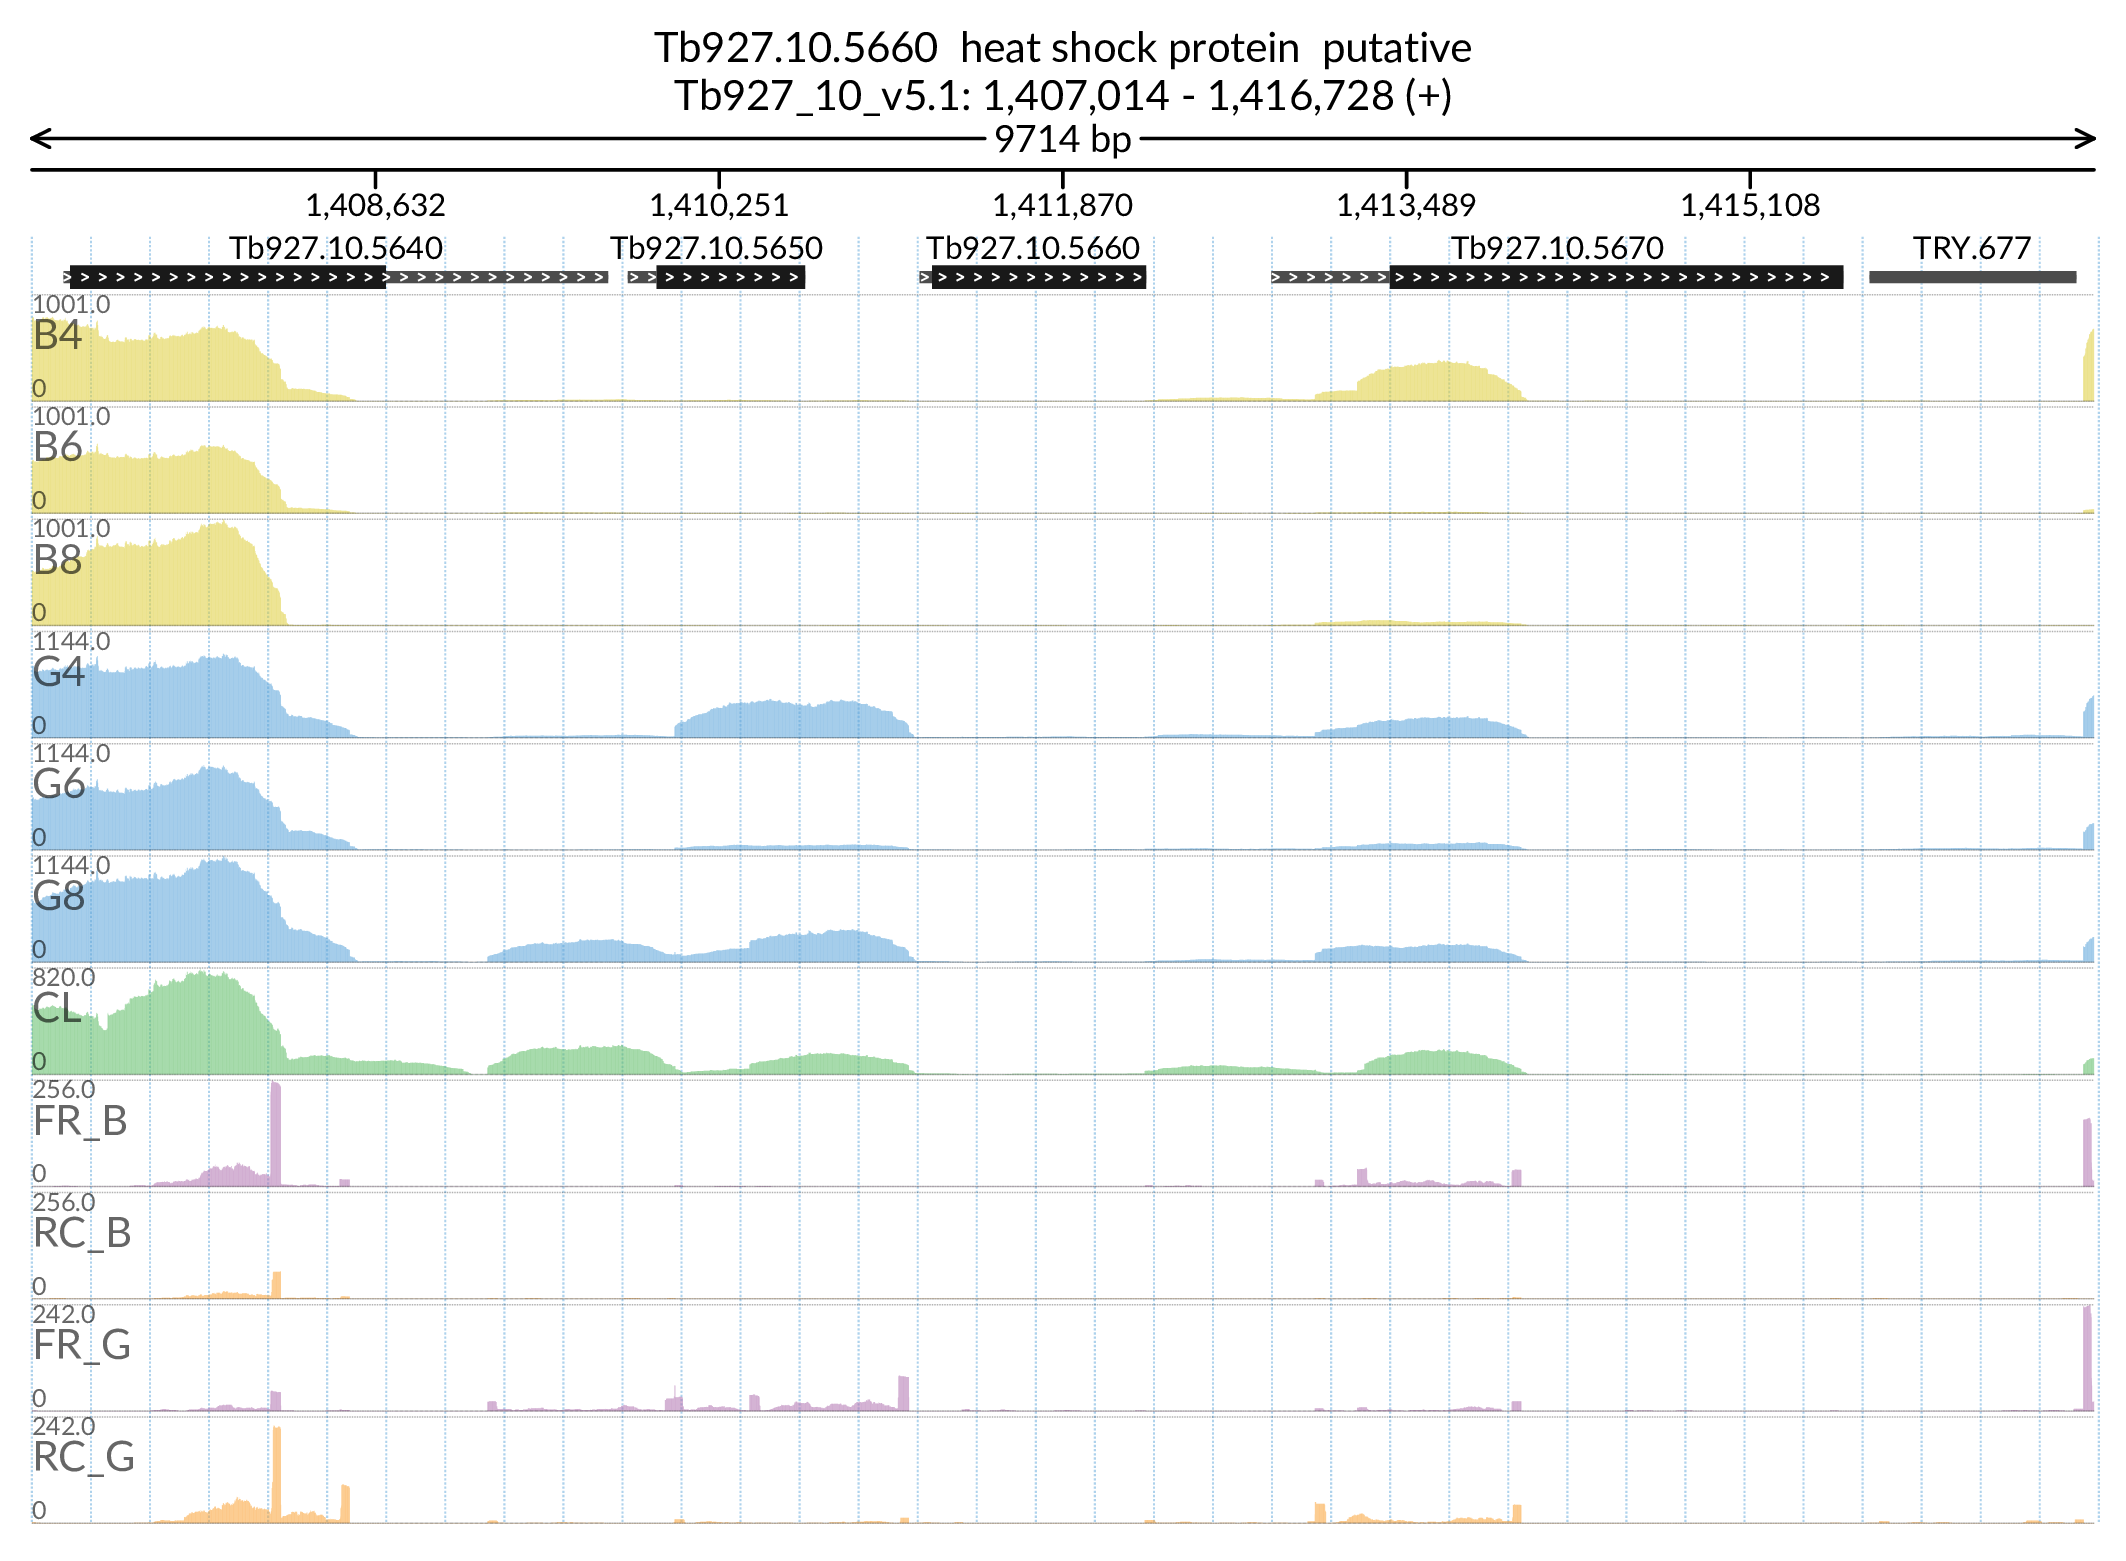 Tb927.10.5660  heat shock protein  putative
Tb927_10_v5.1: 1,407,014 - 1,416,728 (+)
9714 bp
1,408,632 1,410,251 1,411,870 1,413,489 1,415,108
Tb927.10.5640 Tb927.10.5650 Tb927.10.5660 Tb927.10.5670 TRY.677
1001.0
B4
0
1001.0
B6
0
1001.0
B8
0
1144.0
G4
0
1144.0
G6
0
1144.0
G8
0
820.0
CL
0
256.0
FR_B
0
256.0
RC_B
0
242.0
FR_G
0
242.0
RC_G
0